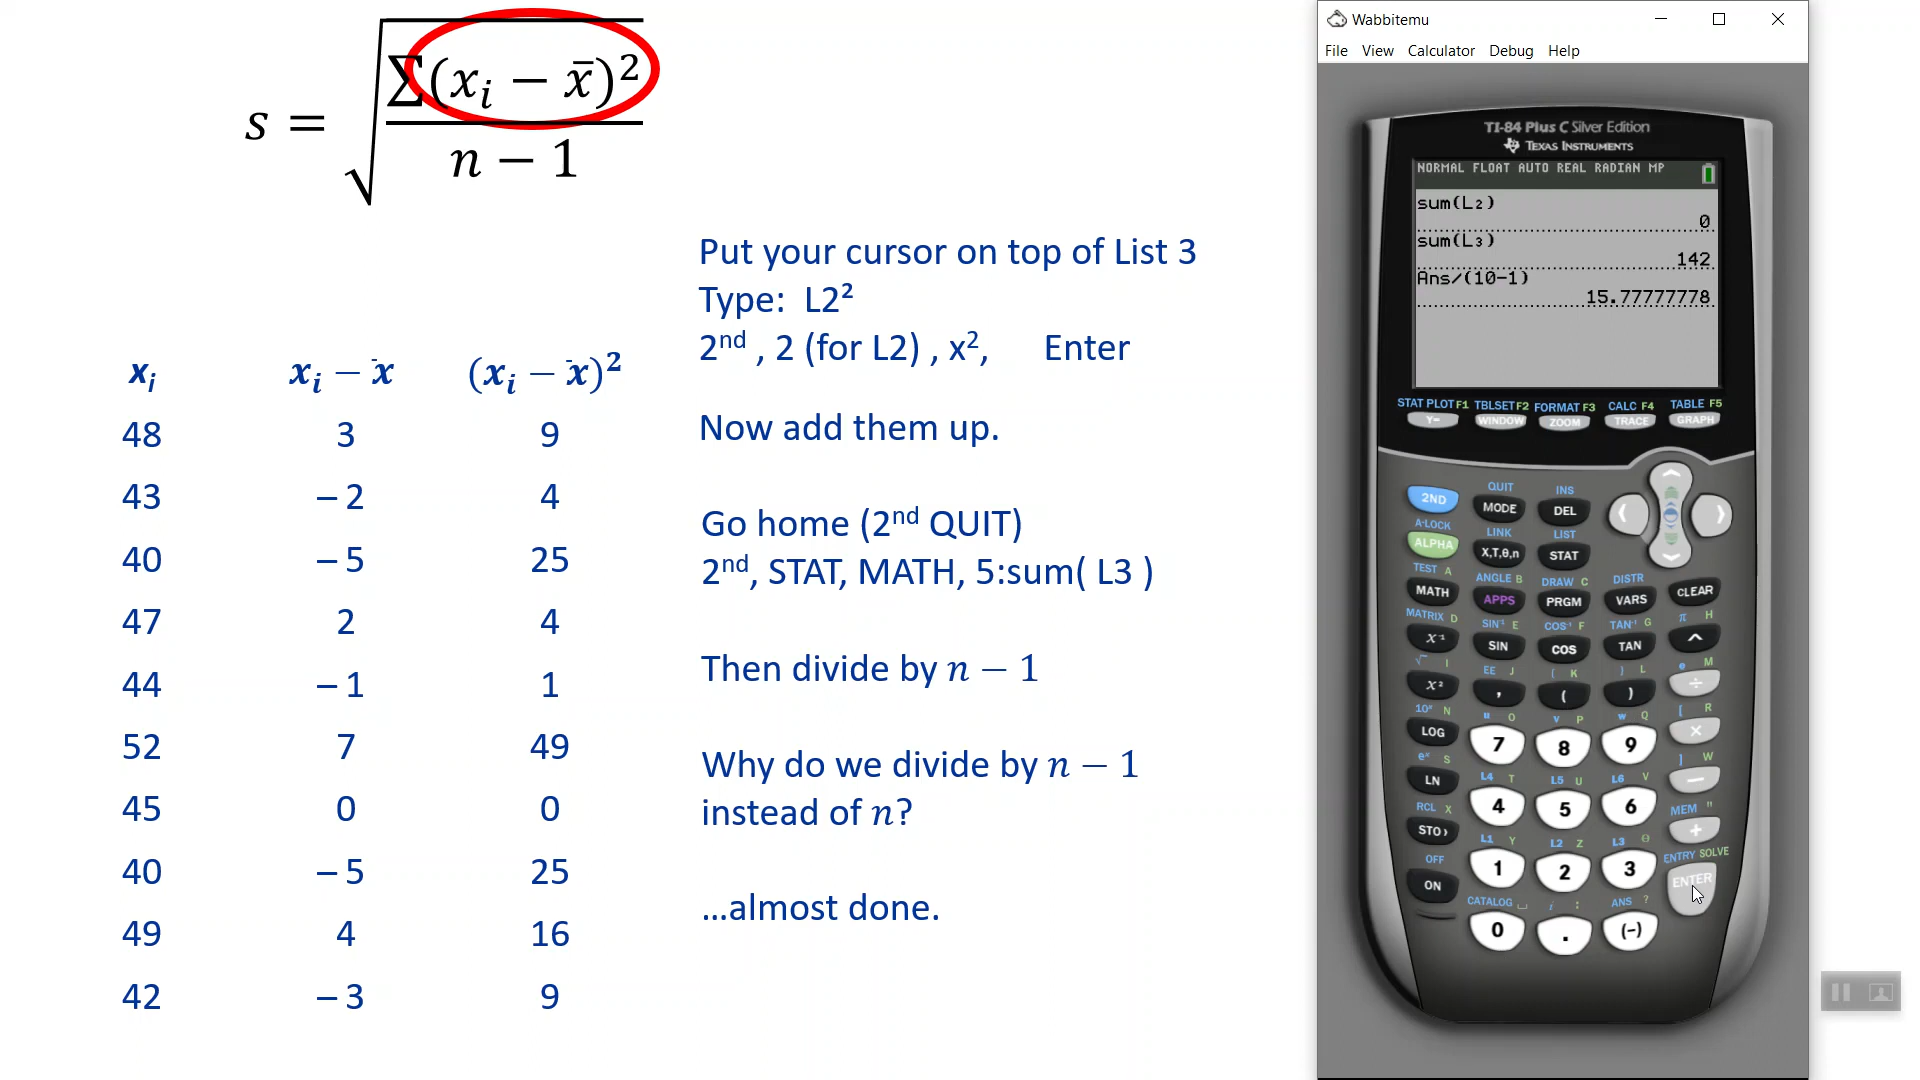 s = √ ∑(xᵢ − x̄)²
n − 1
Put your cursor on top of List 3
Type: L2²
2ⁿᵈ , 2 (for L2) , x², Enter
Now add them up.
Go home (2ⁿᵈ QUIT)
2ⁿᵈ, STAT, MATH, 5:sum( L3 )
Then divide by n − 1
Why do we divide by n − 1
instead of n?
...almost done.
xᵢ xᵢ − x̄ (xᵢ − x̄)²
48 3 9
43 – 2 4
40 – 5 25
47 2 4
44 – 1 1
52 7 49
45 0 0
40 – 5 25
49 4 16
42 – 3 9
Wabbitemu
File View Calculator Debug Help
TI-84 Plus C Silver Edition
TEXAS INSTRUMENTS
NORMAL FLOAT AUTO REAL RADIAN MP
sum(L₂)
0
sum(L₃)
142
Ans/(10-1)
15.77777778
STAT PLOT F1 TBLSET F2 FORMAT F3 CALC F4 TABLE F5
Y= WINDOW ZOOM TRACE GRAPH
QUIT INS
2ND MODE DEL
A-LOCK LINK LIST
ALPHA X,T,θ,n STAT
TEST A ANGLE B DRAW C DISTR
MATH APPS PRGM VARS CLEAR
MATRIX D SIN⁻¹ E COS⁻¹ F TAN⁻¹ G π H
x⁻¹ SIN COS TAN ^
√ I EE J { K } L e M
x² , ( ) ÷
10ˣ N u O v P w Q [ R
LOG 7 8 9 ×
eˣ S L4 T L5 U L6 V ] W
LN 4 5 6 −
RCL X L1 Y L2 Z L3 θ MEM "
STO› 1 2 3 +
OFF CATALOG ␣ i : ANS ? ENTRY SOLVE
ON 0 . (−) ENTER